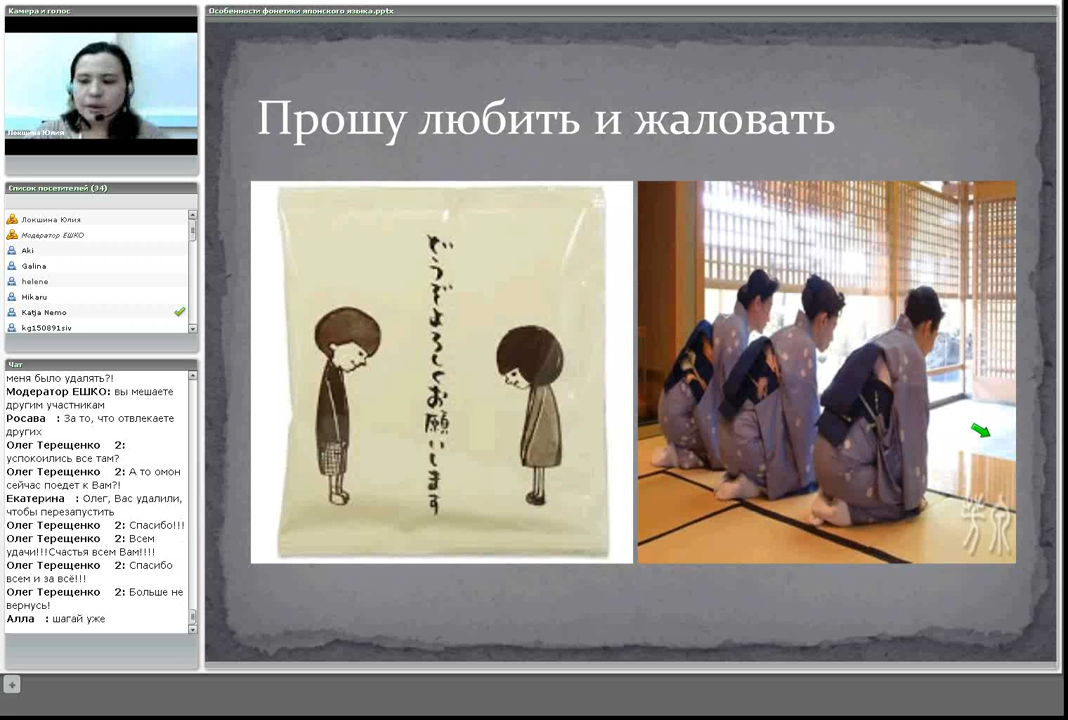 Камера и голос
Локшина Юлия
Список посетителей (34)
Локшина Юлия
Модератор ЕШКО
Aki
Galina
helene
Hikaru
Katja Nemo
kg150891siv
Чат
меня было удалять?!
Модератор ЕШКО: вы мешаете
другим участникам
Росава : За то, что отвлекаете
других
Олег Терещенко 2:
успокоились все там?
Олег Терещенко 2: А то омон
сейчас поедет к Вам?!
Екатерина : Олег, Вас удалили,
чтобы перезапустить
Олег Терещенко 2: Спасибо!!!
Олег Терещенко 2: Всем
удачи!!!Счастья всем Вам!!!!
Олег Терещенко 2: Спасибо
всем и за всё!!!
Олег Терещенко 2: Больше не
вернусь!
Алла : шагай уже
Особенности фонетики японского языка.pptx
Прошу любить и жаловать
どうぞよろしくお願いします